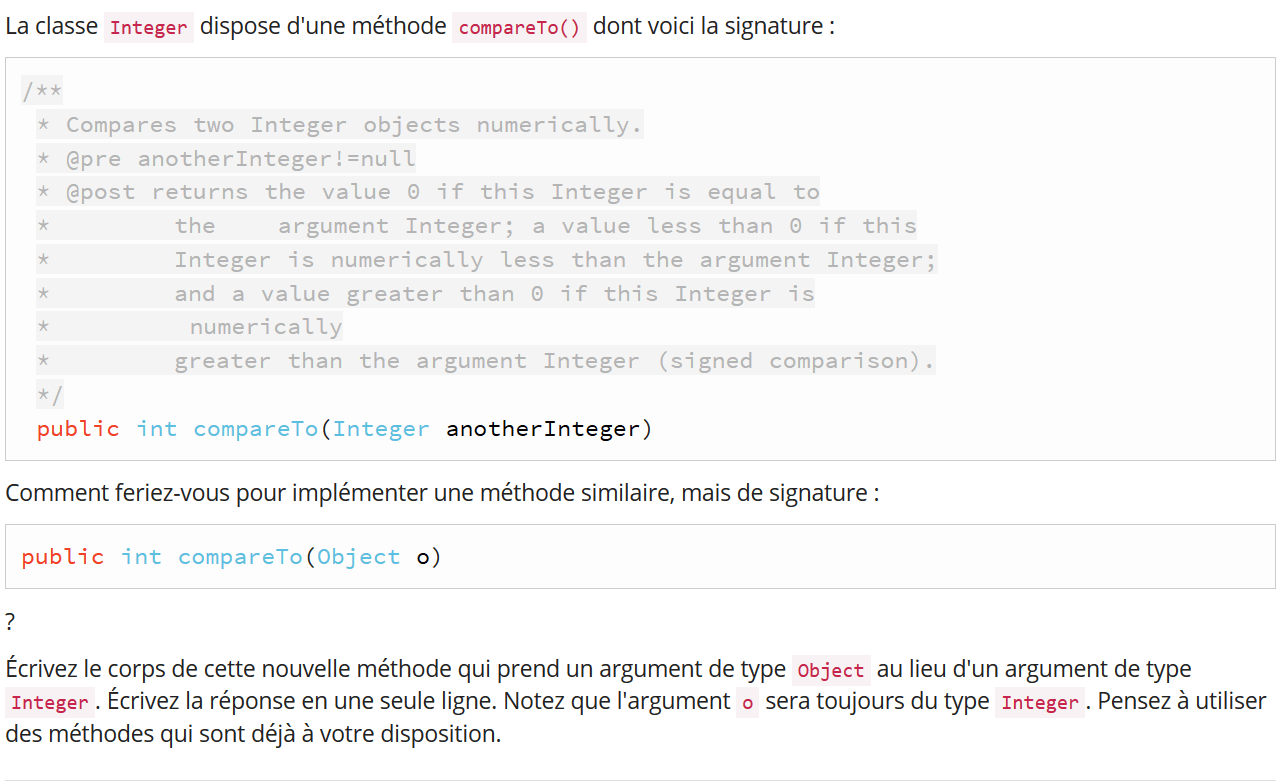 La classe Integer dispose d'une méthode compareTo() dont voici la signature :
/**
* Compares two Integer objects numerically.
* @pre anotherInteger!=null
* @post returns the value 0 if this Integer is equal to
*         the    argument Integer; a value less than 0 if this
*         Integer is numerically less than the argument Integer;
*         and a value greater than 0 if this Integer is
*          numerically
*         greater than the argument Integer (signed comparison).
*/
public int compareTo(Integer anotherInteger)
Comment feriez-vous pour implémenter une méthode similaire, mais de signature :
public int compareTo(Object o)
?
Écrivez le corps de cette nouvelle méthode qui prend un argument de type Object au lieu d'un argument de type
Integer. Écrivez la réponse en une seule ligne. Notez que l'argument o sera toujours du type Integer. Pensez à utiliser
des méthodes qui sont déjà à votre disposition.